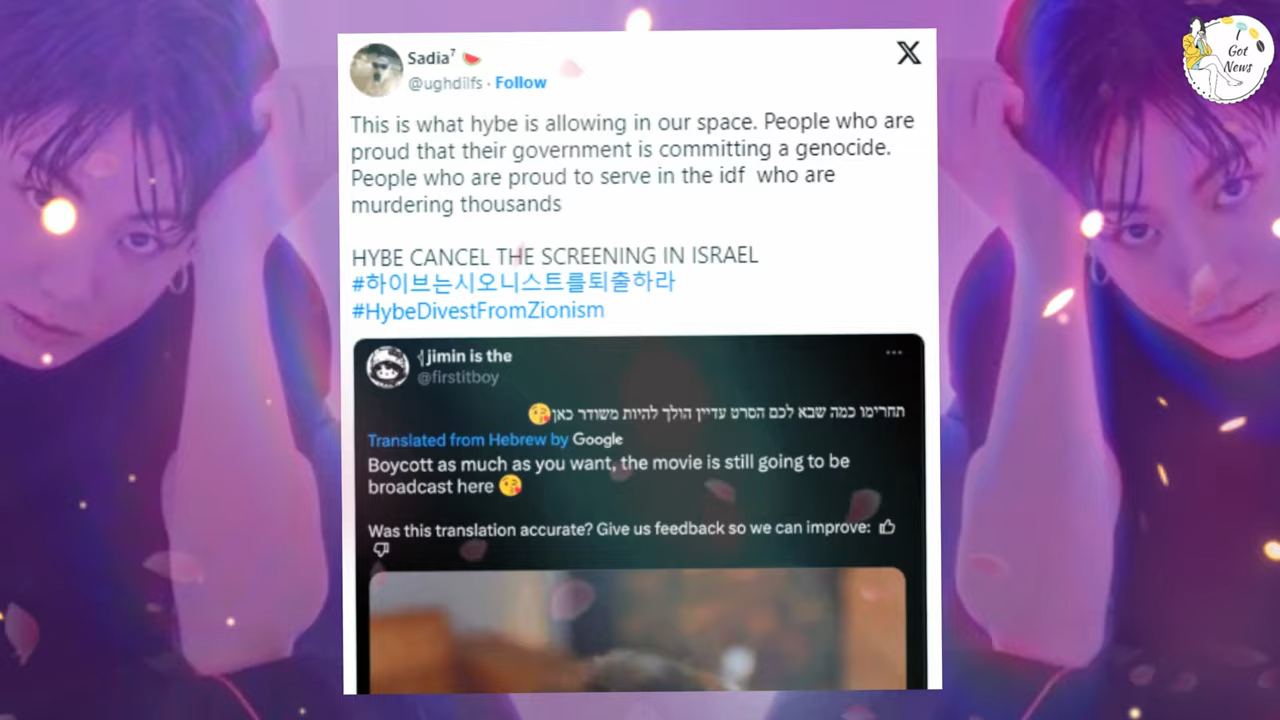 Got
News
Sadia⁷ 🍉
@ughdilfs · Follow
This is what hybe is allowing in our space. People who are
proud that their government is committing a genocide.
People who are proud to serve in the idf who are
murdering thousands
HYBE CANCEL THE SCREENING IN ISRAEL
#하이브는시오니스트를퇴출하라
#HybeDivestFromZionism
jimin is the
@firstitboy
תחרימו כמה שבא לכם הסרט עדיין הולך להיות משודר כאן😘
Translated from Hebrew by Google
Boycott as much as you want, the movie is still going to be
broadcast here 😘
Was this translation accurate? Give us feedback so we can improve: